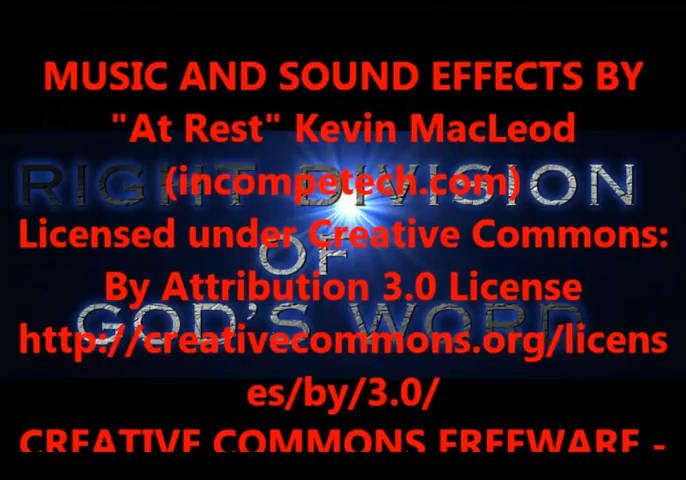 MUSIC AND SOUND EFFECTS BY
"At Rest" Kevin MacLeod
(incompetech.com)
RIGHT DIVISION
Licensed under Creative Commons:
OF
By Attribution 3.0 License
GOD'S WORD
http://creativecommons.org/licens
es/by/3.0/
CREATIVE COMMONS FREEWARE -